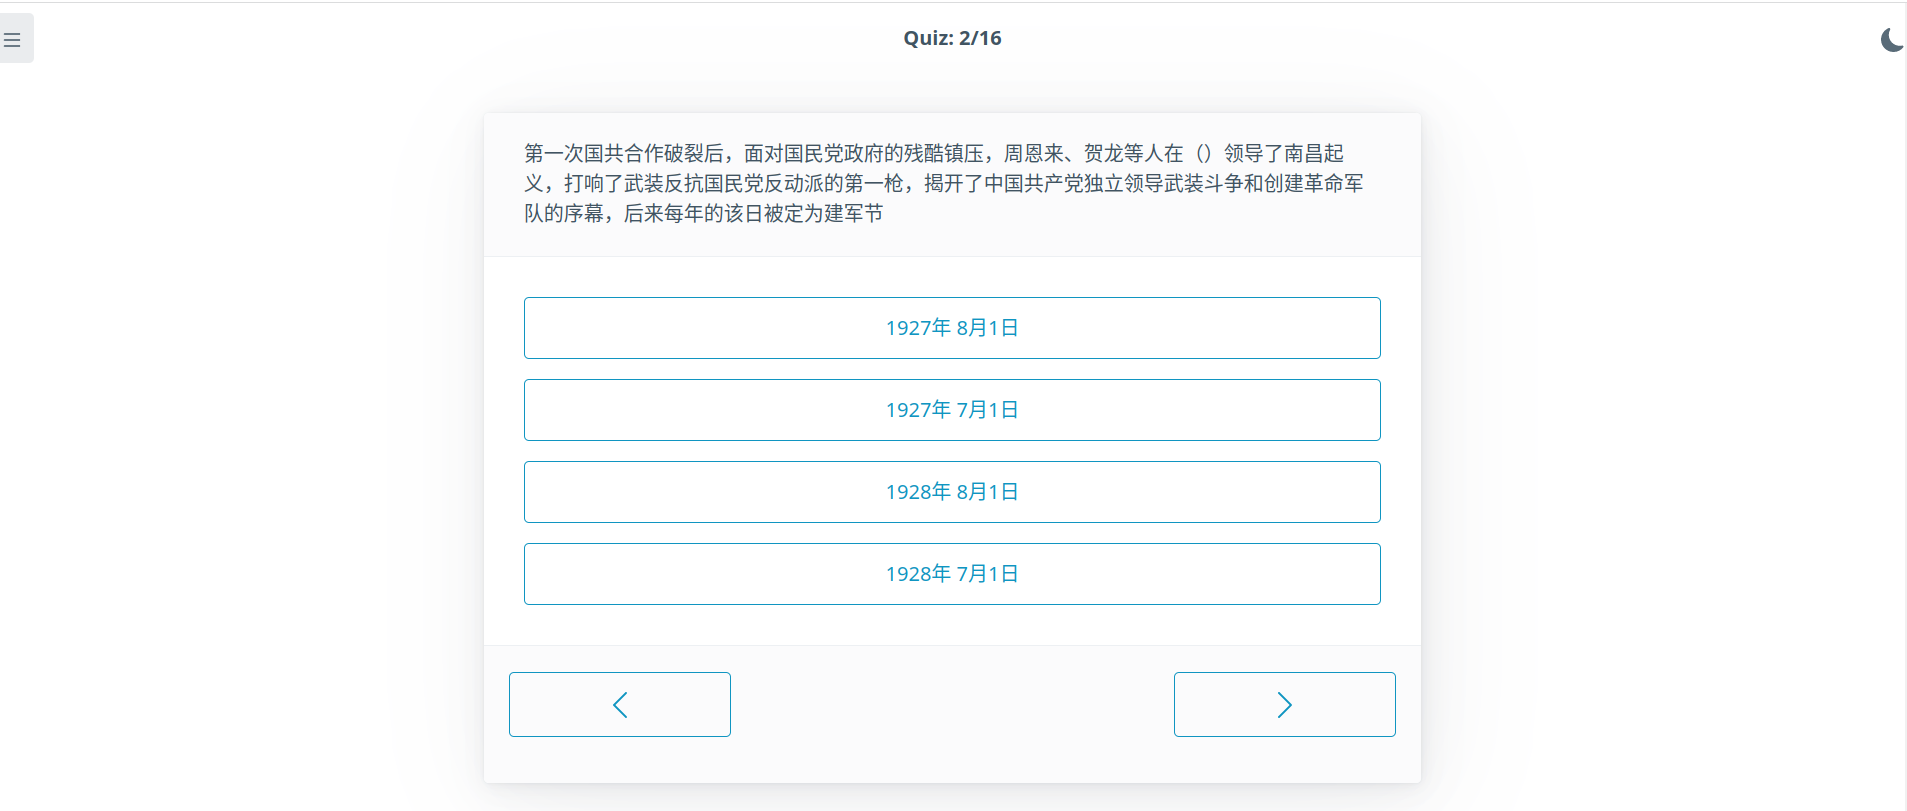 Quiz: 2/16
第一次国共合作破裂后，面对国民党政府的残酷镇压，周恩来、贺龙等人在（）领导了南昌起
义，打响了武装反抗国民党反动派的第一枪，揭开了中国共产党独立领导武装斗争和创建革命军
队的序幕，后来每年的该日被定为建军节
1927年 8月1日
1927年 7月1日
1928年 8月1日
1928年 7月1日